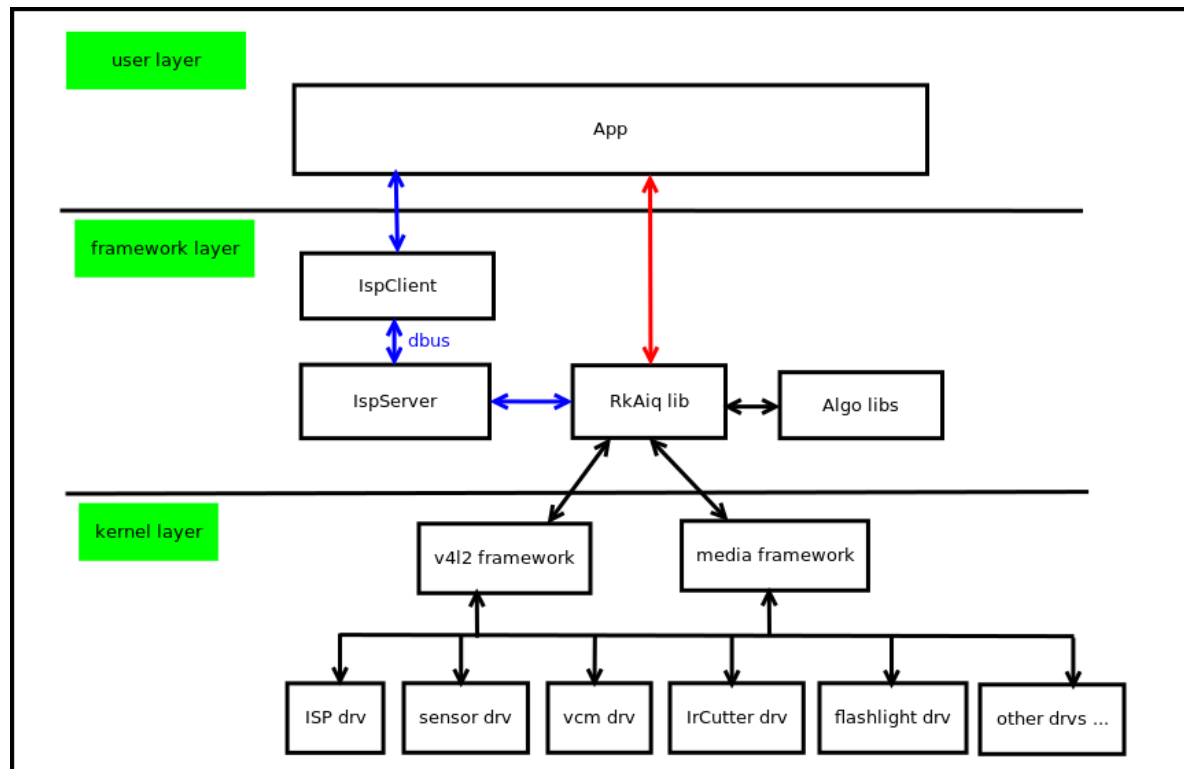 user layer
App
framework layer
IspClient
dbus
IspServer
RkAiq lib
Algo libs
kernel layer
v4l2 framework
media framework
ISP drv
sensor drv
vcm drv
IrCutter drv
flashlight drv
other drvs ...